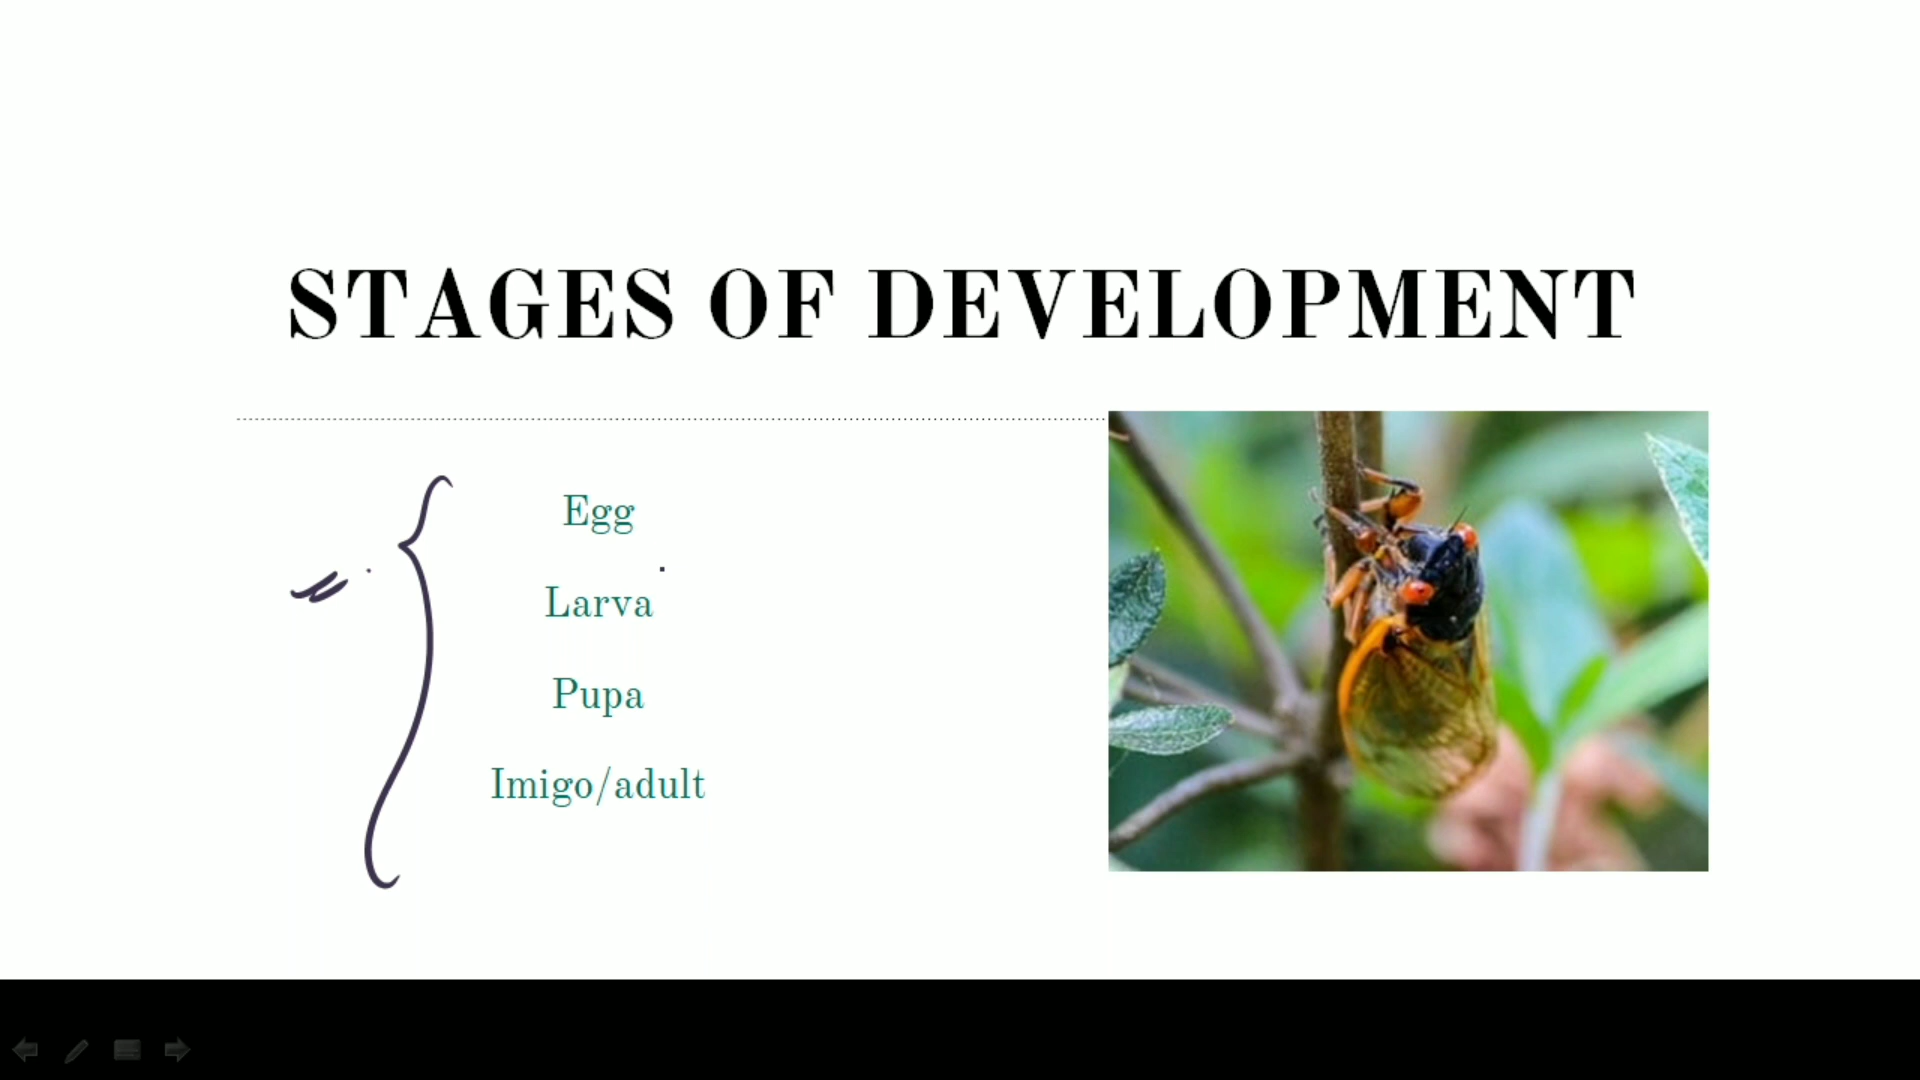 STAGES OF DEVELOPMENT
Egg
Larva
Pupa
Imigo/adult